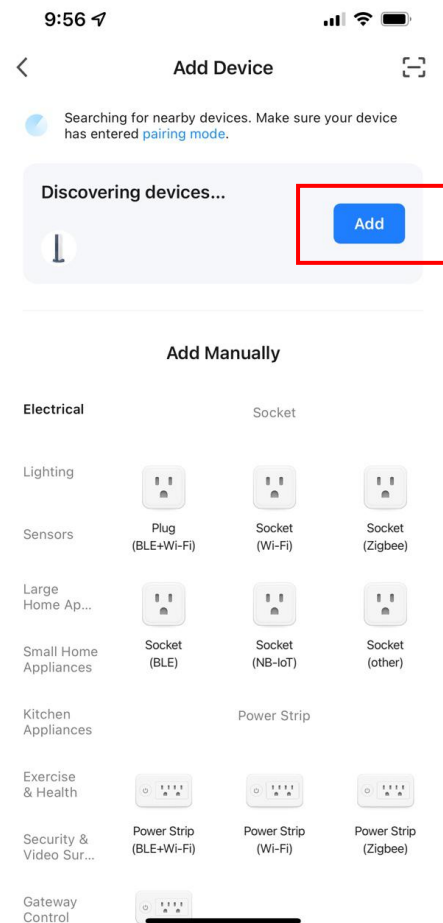 9:56
Add Device
Searching for nearby devices. Make sure your device
has entered pairing mode.
Discovering devices...
Add
Add Manually
Electrical
Socket
Lighting
Plug
(BLE+Wi-Fi)
Socket
(Wi-Fi)
Socket
(Zigbee)
Sensors
Large
Home Ap...
Socket
(BLE)
Socket
(NB-IoT)
Socket
(other)
Small Home
Appliances
Kitchen
Appliances
Power Strip
Exercise
& Health
Power Strip
(BLE+Wi-Fi)
Power Strip
(Wi-Fi)
Power Strip
(Zigbee)
Security &
Video Sur...
Gateway
Control